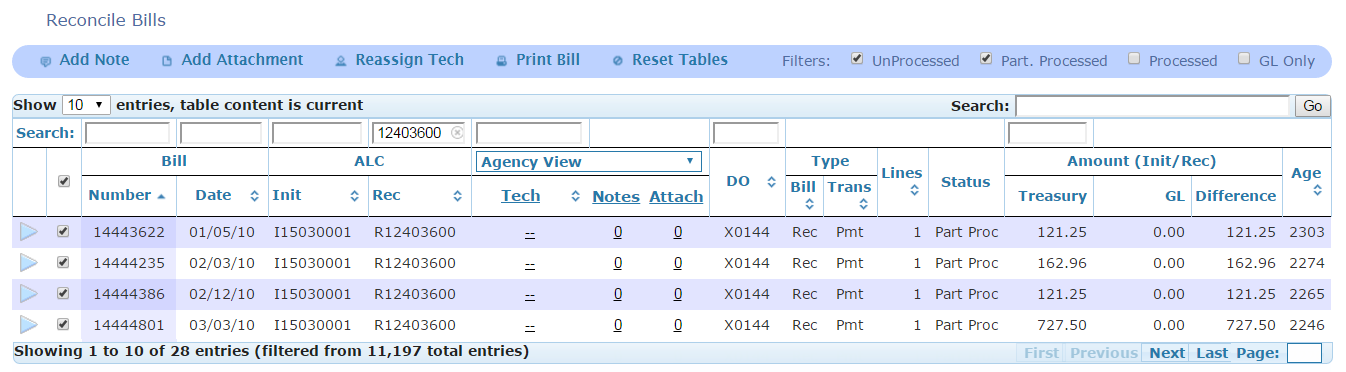 Reconcile Bills
Add Note Add Attachment Reassign Tech Print Bill Reset Tables Filters: UnProcessed Part. Processed Processed GL Only
Show 10 entries, table content is current Search: Go
Search: 12403600
Bill ALC Agency View DO Type Lines Status Amount (Init/Rec) Age
Number Date Init Rec Tech Notes Attach Bill Trans Treasury GL Difference
14443622 01/05/10 I15030001 R12403600 -- 0 0 X0144 Rec Pmt 1 Part Proc 121.25 0.00 121.25 2303
14444235 02/03/10 I15030001 R12403600 -- 0 0 X0144 Rec Pmt 1 Part Proc 162.96 0.00 162.96 2274
14444386 02/12/10 I15030001 R12403600 -- 0 0 X0144 Rec Pmt 1 Part Proc 121.25 0.00 121.25 2265
14444801 03/03/10 I15030001 R12403600 -- 0 0 X0144 Rec Pmt 1 Part Proc 727.50 0.00 727.50 2246
Showing 1 to 10 of 28 entries (filtered from 11,197 total entries) First Previous Next Last Page: